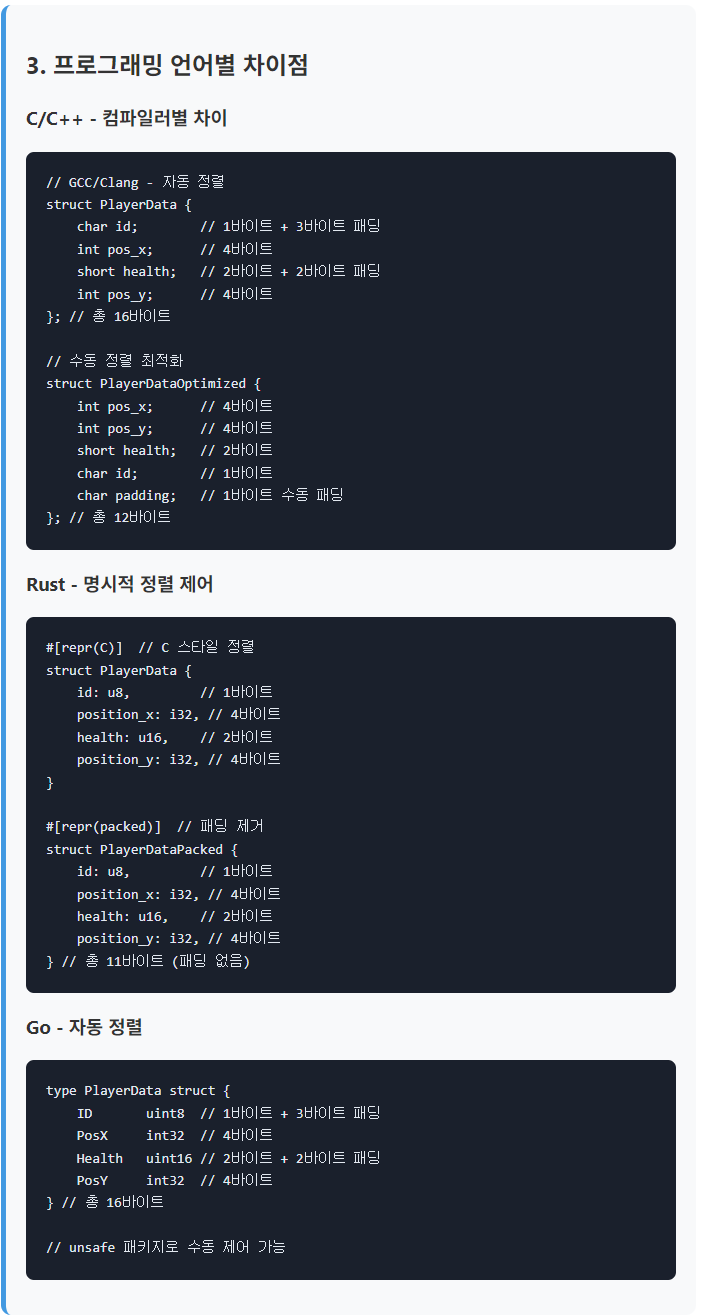 3. 프로그래밍 언어별 차이점
C/C++ - 컴파일러별 차이
// GCC/Clang - 자동 정렬
struct PlayerData {
    char id;        // 1바이트 + 3바이트 패딩
    int pos_x;      // 4바이트
    short health;   // 2바이트 + 2바이트 패딩
    int pos_y;      // 4바이트
}; // 총 16바이트

// 수동 정렬 최적화
struct PlayerDataOptimized {
    int pos_x;      // 4바이트
    int pos_y;      // 4바이트
    short health;   // 2바이트
    char id;        // 1바이트
    char padding;   // 1바이트 수동 패딩
}; // 총 12바이트
Rust - 명시적 정렬 제어
#[repr(C)]  // C 스타일 정렬
struct PlayerData {
    id: u8,         // 1바이트
    position_x: i32, // 4바이트
    health: u16,    // 2바이트
    position_y: i32, // 4바이트
}

#[repr(packed)]  // 패딩 제거
struct PlayerDataPacked {
    id: u8,         // 1바이트
    position_x: i32, // 4바이트
    health: u16,    // 2바이트
    position_y: i32, // 4바이트
} // 총 11바이트 (패딩 없음)
Go - 자동 정렬
type PlayerData struct {
    ID       uint8  // 1바이트 + 3바이트 패딩
    PosX     int32  // 4바이트
    Health   uint16 // 2바이트 + 2바이트 패딩
    PosY     int32  // 4바이트
} // 총 16바이트

// unsafe 패키지로 수동 제어 가능